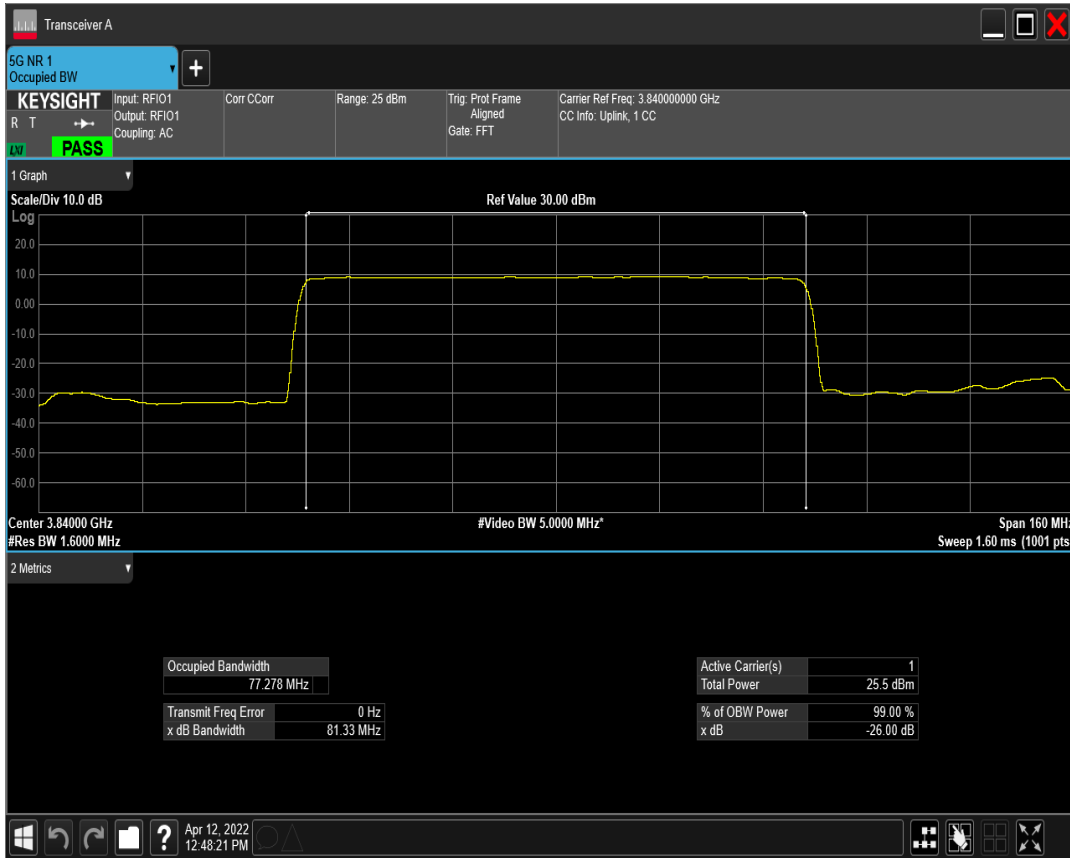 Transceiver A
5G NR 1
Occupied BW
+
KEYSIGHT
R T
LXI
PASS
Input: RFIO1
Output: RFIO1
Coupling: AC
Corr CCorr
Range: 25 dBm
Trig: Prot Frame
Aligned
Gate: FFT
Carrier Ref Freq: 3.840000000 GHz
CC Info: Uplink, 1 CC
1 Graph
Scale/Div 10.0 dB
Ref Value 30.00 dBm
Log
20.0
10.0
0.00
-10.0
-20.0
-30.0
-40.0
-50.0
-60.0
Center 3.84000 GHz
#Video BW 5.0000 MHz*
Span 160 MHz
#Res BW 1.6000 MHz
Sweep 1.60 ms (1001 pts
2 Metrics
Occupied Bandwidth
77.278 MHz
Transmit Freq Error 0 Hz
x dB Bandwidth 81.33 MHz
Active Carrier(s) 1
Total Power 25.5 dBm
% of OBW Power 99.00 %
x dB -26.00 dB
?
Apr 12, 2022
12:48:21 PM